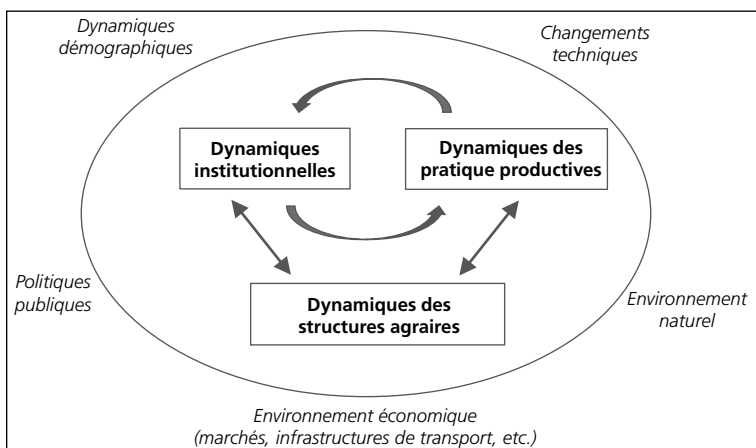 Dynamiques
démographiques
Changements
techniques
Dynamiques
institutionnelles
Dynamiques des
pratique productives
Politiques
publiques
Dynamiques des
structures agraires
Environnement
naturel
Environnement économique
(marchés, infrastructures de transport, etc.)